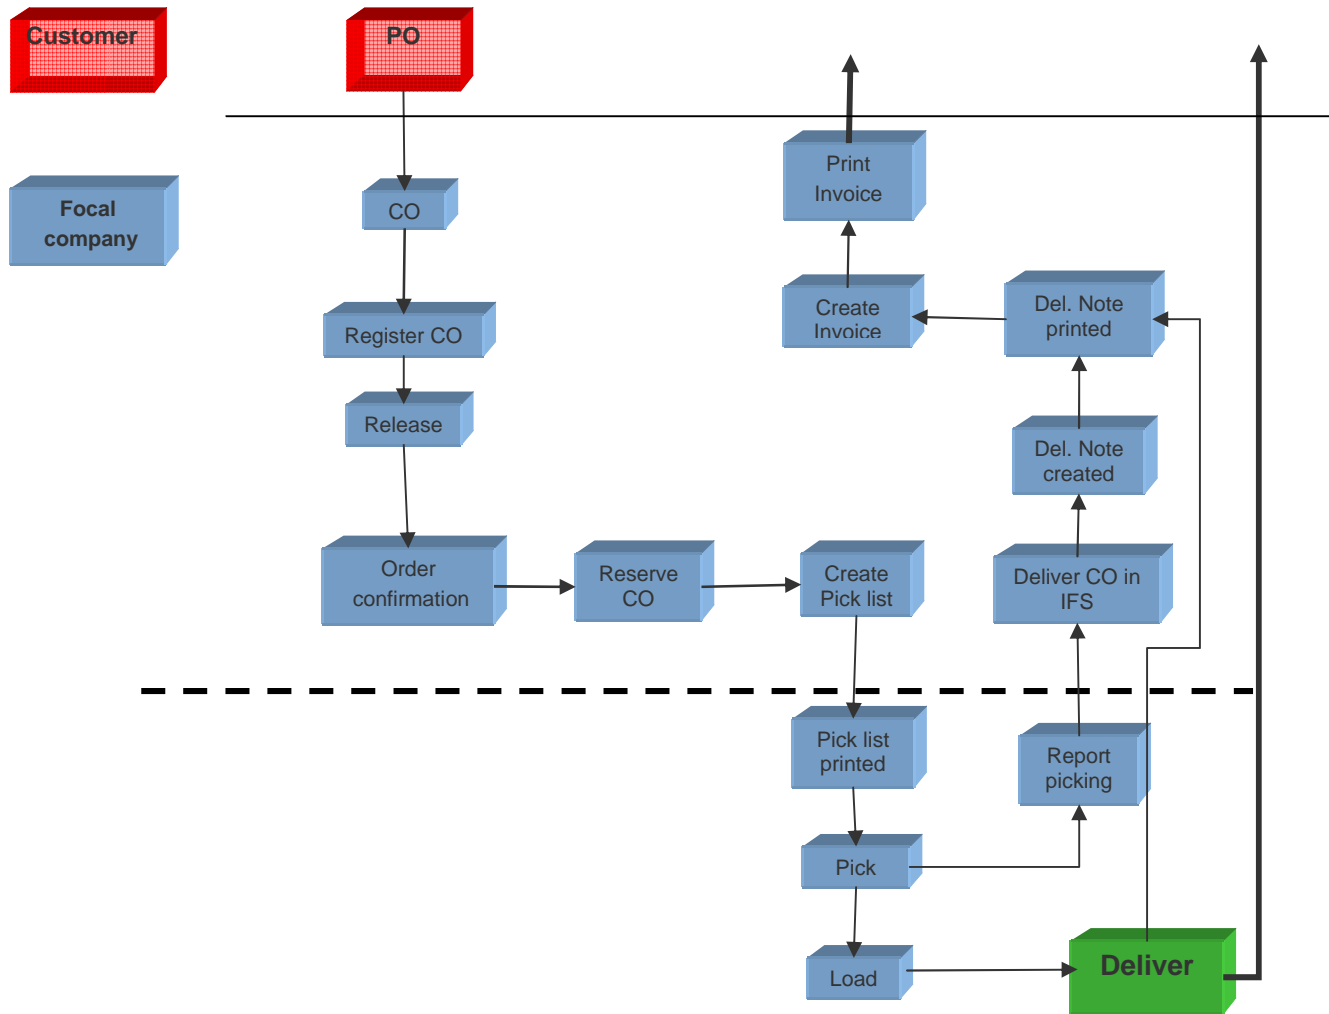 Customer
PO
Focal
company
CO
Register CO
Release
Order
confirmation
Reserve
CO
Create
Pick list
Pick list
printed
Pick
Load
Deliver
Report
picking
Deliver CO in
IFS
Del. Note
created
Del. Note
printed
Create
Invoice
Print
Invoice